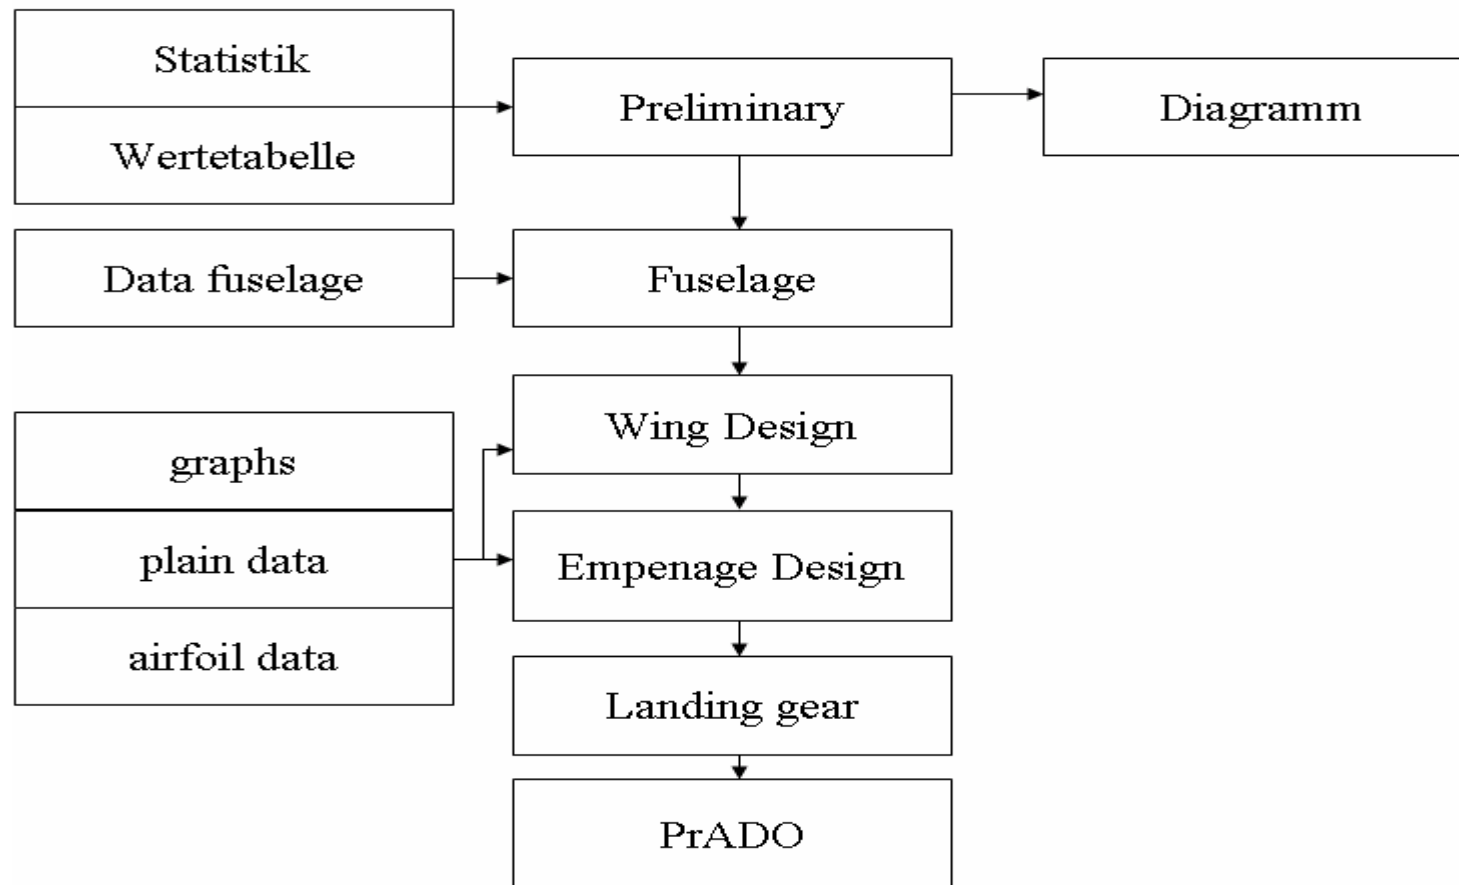 Statistik
Wertetabelle
Preliminary
Diagramm
Data fuselage
Fuselage
Wing Design
graphs
plain data
airfoil data
Empenage Design
Landing gear
PrADO